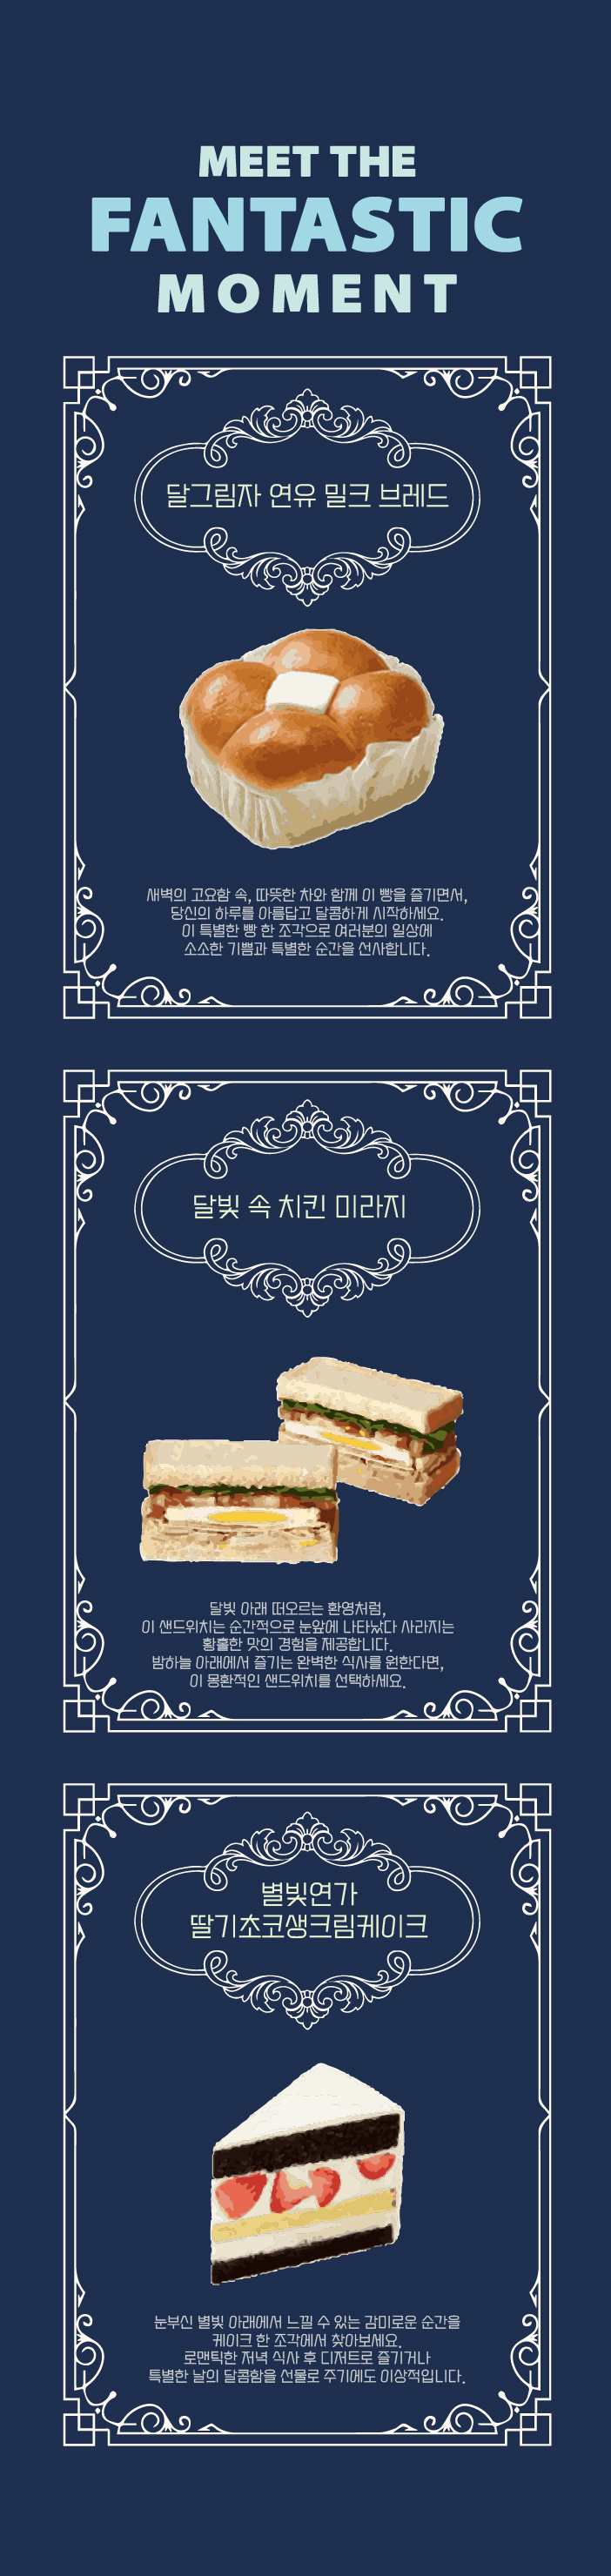 MEET THE
FANTASTIC
MOMENT
달그림자 연유 밀크 브레드
새벽의 고요함 속, 따뜻한 차와 함께 이 빵을 즐기면서,
당신의 하루를 아름답고 달콤하게 시작하세요.
이 특별한 빵 한 조각으로 여러분의 일상에
소소한 기쁨과 특별한 순간을 선사합니다.
달빛 속 치킨 미라지
달빛 아래 떠오르는 환영처럼,
이 샌드위치는 순간적으로 눈앞에 나타났다 사라지는
황홀한 맛의 경험을 제공합니다.
밤하늘 아래에서 즐기는 완벽한 식사를 원한다면,
이 몽환적인 샌드위치를 선택하세요.
별빛연가
딸기초코생크림케이크
눈부신 별빛 아래에서 느낄 수 있는 감미로운 순간을
케이크 한 조각에서 찾아보세요.
로맨틱한 저녁 식사 후 디저트로 즐기거나
특별한 날의 달콤함을 선물로 주기에도 이상적입니다.